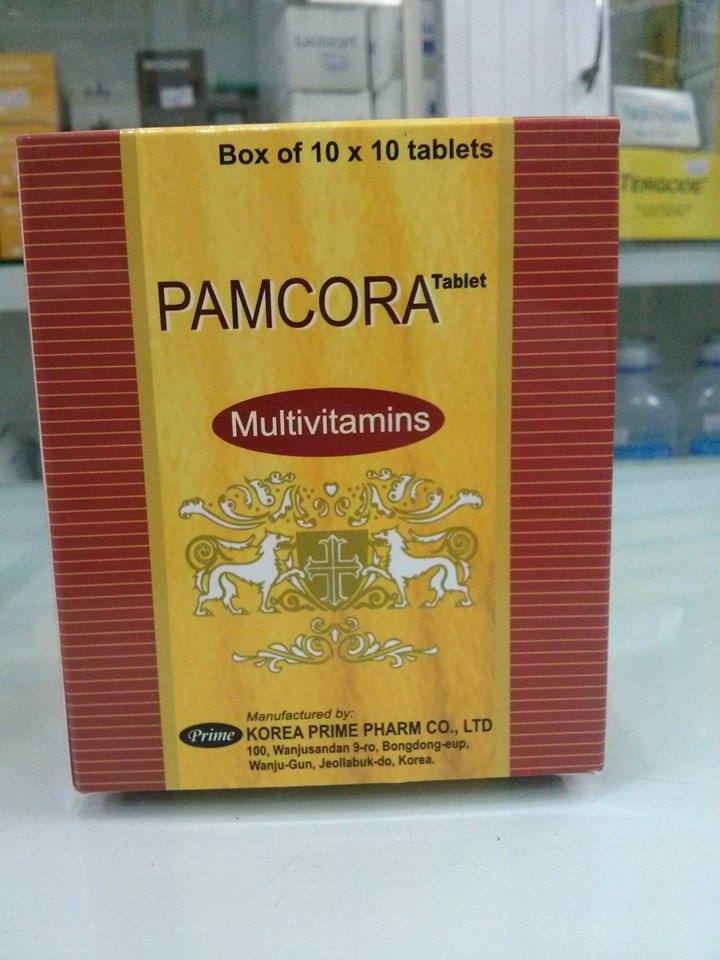 Box of 10 x 10 tablets
PAMCORA Tablet
Multivitamins
Prime
Manufactured by:
KOREA PRIME PHARM CO., LTD
100, Wanjusandan 9-ro, Bongdong-eup,
Wanju-Gun, Jeollabuk-do, Korea.